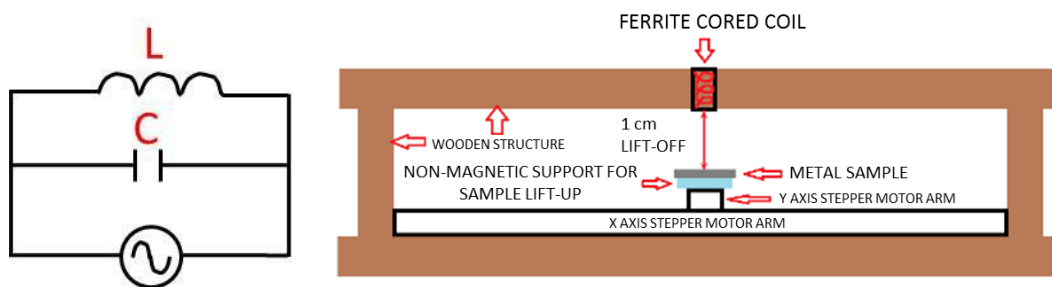 L
C
FERRITE CORED COIL
1 cm
LIFT-OFF
WOODEN STRUCTURE
NON-MAGNETIC SUPPORT FOR
SAMPLE LIFT-UP
METAL SAMPLE
Y AXIS STEPPER MOTOR ARM
X AXIS STEPPER MOTOR ARM